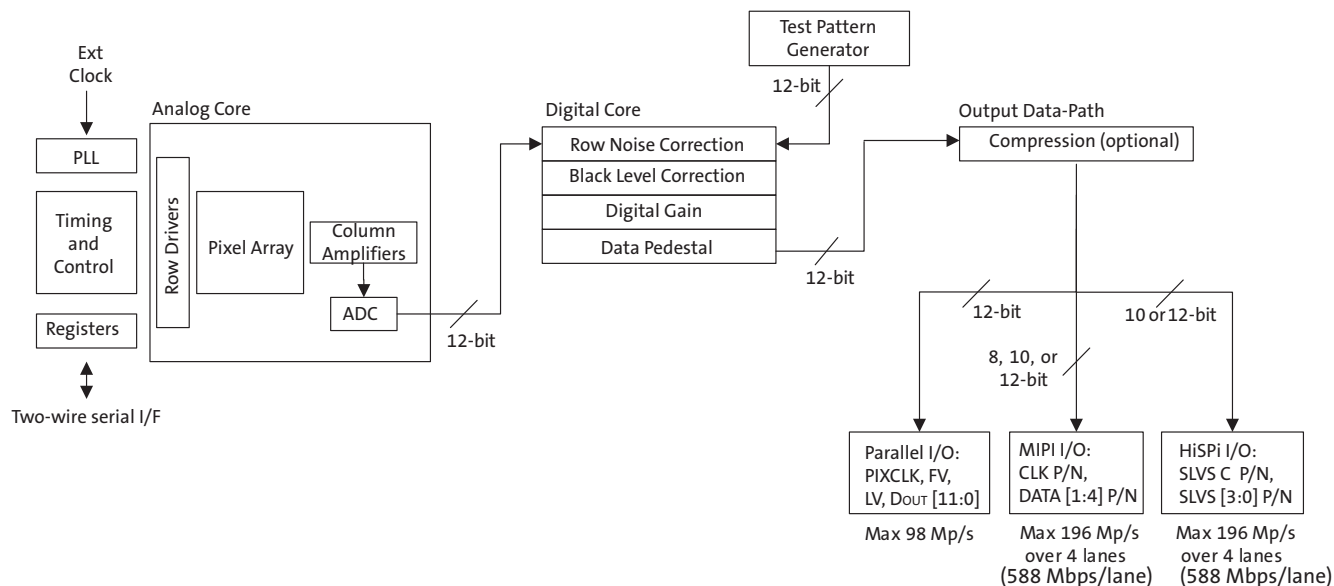 Test Pattern
Generator
12-bit
Ext
Clock
PLL
Timing
and
Control
Registers
Two-wire serial I/F
Analog Core
Row Drivers
Pixel Array
Column
Amplifiers
ADC
12-bit
Digital Core
Row Noise Correction
Black Level Correction
Digital Gain
Data Pedestal
12-bit
Output Data-Path
Compression (optional)
12-bit
8, 10, or
12-bit
10 or 12-bit
Parallel I/O:
PIXCLK, FV,
LV, DOUT [11:0]
Max 98 Mp/s
MIPI I/O:
CLK P/N,
DATA [1:4] P/N
Max 196 Mp/s
over 4 lanes
(588 Mbps/lane)
HiSPi I/O:
SLVS C P/N,
SLVS [3:0] P/N
Max 196 Mp/s
over 4 lanes
(588 Mbps/lane)